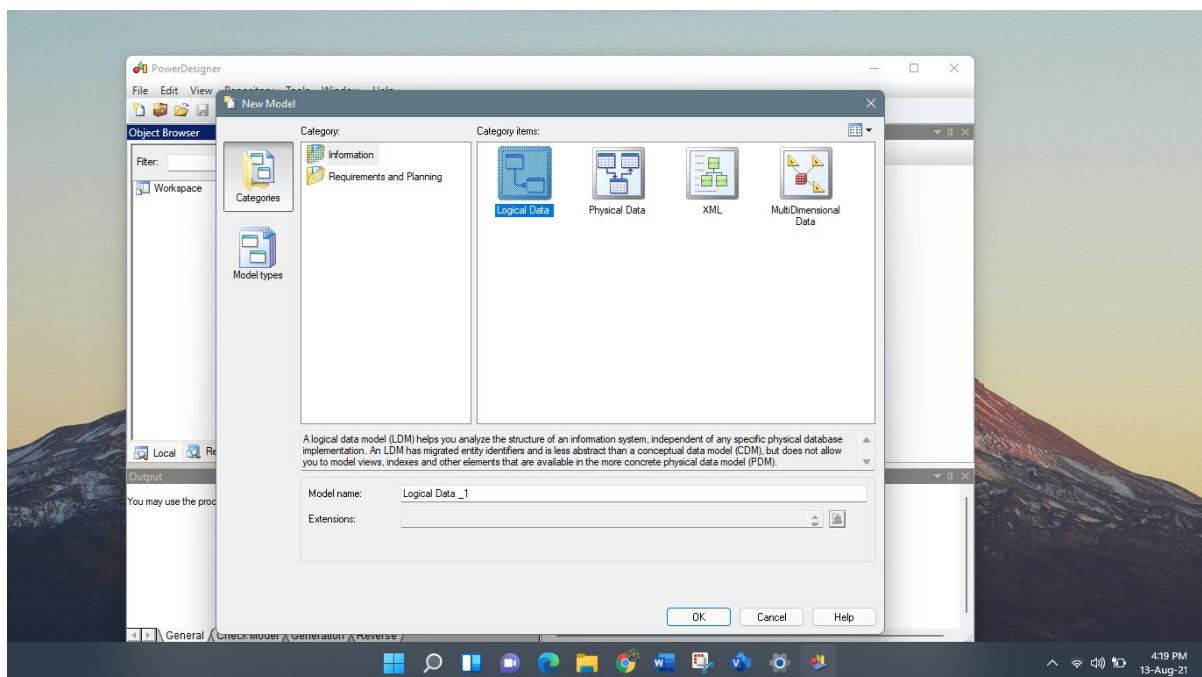 PowerDesigner
File Edit View
New Model
Object Browser
Category:
Category items:
Filter:
Workspace
Categories
Model types
Information
Requirements and Planning
Logical Data
Physical Data
XML
MultiDimensional
Data
A logical data model (LDM) helps you analyze the structure of an information system, independent of any specific physical database
implementation. An LDM has migrated entity identifiers and is less abstract than a conceptual data model (CDM), but does not allow
you to model views, indexes and other elements that are available in the more concrete physical data model (PDM).
Local
Output
You may use the
Model name: Logical Data _1
Extensions:
OK Cancel Help
General Check Model Generation Reverse
4:19 PM
13-Aug-21